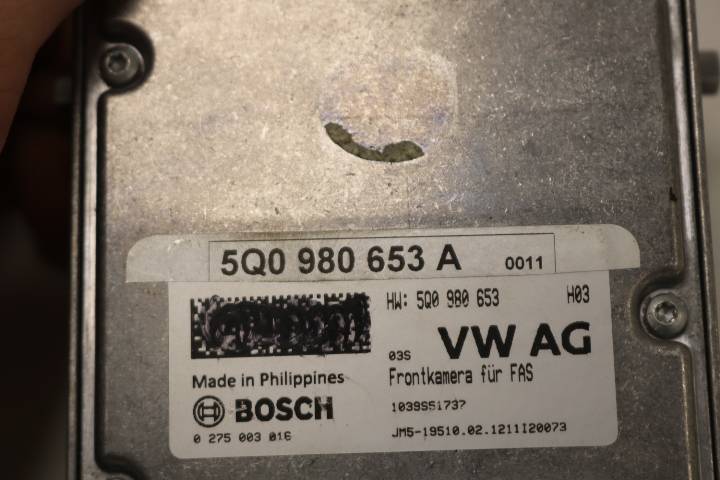 5Q0 980 653 A 0011
HW: 5Q0 980 653 H03
03S VW AG
Made in Philippines
Frontkamera für FAS
BOSCH
1039S51737
0 275 003 016
JM5-19510.02.1211I20073